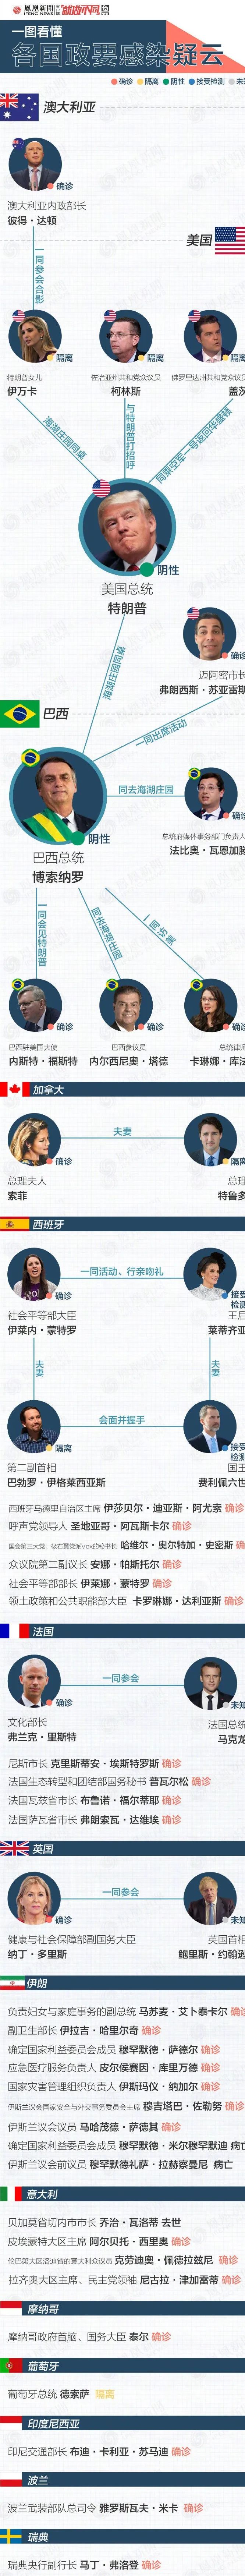 凤凰新闻
IFENG NEWS
就势不同
一图看懂
各国政要感染疑云
确诊 隔离 阴性 接受检测
澳大利亚
确诊
澳大利亚内政部长
彼得·达顿
美国
一同参会合影
隔离
隔离
隔离
特朗普女儿
佐治亚州共和党众议员
佛罗里达州共和党众议员
伊万卡
柯林斯
盖茨
海湖庄园同桌
与特朗普打招呼
同乘空军一号返回华盛顿
阴性
美国总统
特朗普
海湖庄园同桌
确诊
迈阿密市长
弗朗西斯·苏亚雷斯
巴西
一同出席活动
同去海湖庄园
阴性
确诊
巴西总统
博索纳罗
总统府媒体事务部门负责人
法比奥·瓦恩加滕
一同会见特朗普
同去海湖庄园
确诊
确诊
确诊
巴西驻美国大使
巴西参议员
总统律师
内斯特·福斯特
内尔西尼奥·塔德
卡琳娜·库法
加拿大
夫妻
确诊
隔离
总理夫人
总理
索菲
特鲁多
西班牙
一同活动、行亲吻礼
确诊
接受
检测
社会平等部大臣
王后
伊莱内·蒙特罗
莱蒂齐亚
夫妻
夫妻
会面并握手
隔离
接受
检测
第二副首相
国王
巴勃罗·伊格莱西亚斯
费利佩六世
西班牙马德里自治区主席 伊莎贝尔·迪亚斯·阿尤索 确诊
呼声党领导人 圣地亚哥·阿瓦斯卡尔 确诊
国会第三大党、极右翼党派Vox的秘书长 哈维尔·奥尔特加·史密斯 确
众议院第二副议长 安娜·帕斯托尔 确诊
社会平等部部长 伊莱娜·蒙特罗 确诊
领土政策和公共职能部大臣 卡罗琳娜·达利亚斯 确诊
法国
一同参会
确诊
未知
文化部长
法国总统
弗兰克·里斯特
马克龙
尼斯市长 克里斯蒂安·埃斯特罗斯 确诊
法国生态转型和团结部国务秘书 普瓦尔松 确诊
法国瓦兹省市长 布鲁诺·福尔蒂耶 确诊
法国萨瓦省市长 弗朗索瓦·达维埃 确诊
英国
一同参会
确诊
未知
健康与社会保障部副国务大臣
英国首相
纳丁·多里斯
鲍里斯·约翰逊
伊朗
负责妇女与家庭事务的副总统 马苏麦·艾卜泰卡尔 确诊
副卫生部长 伊拉吉·哈里尔奇 确诊
确定国家利益委员会成员 穆罕默德·萨德尔 确诊
应急医疗服务负责人 皮尔侯赛因·库里万德 确诊
国家灾害管理组织负责人 伊斯玛仪·纳加尔 确诊
伊斯兰议会国家安全与外交事务委员会主席 穆吉塔巴·佐勒努 确诊
伊斯兰议会议员 马哈茂德·萨德其 确诊
确定国家利益委员会成员 穆罕默德·米尔穆罕默迪 病亡
伊斯兰议会前议员 穆罕默德礼萨·拉赫察曼尼 病亡
意大利
贝加莫省切内市市长 乔治·瓦洛蒂 去世
皮埃蒙特大区主席 阿尔贝托·西里奥 确诊
伦巴第大区洛迪省的意大利众议员 克劳迪奥·佩德拉兹尼 确诊
拉齐奥大区主席、民主党领袖 尼古拉·津加雷蒂 确诊
摩纳哥
摩纳哥政府首脑、国务大臣 泰尔 确诊
葡萄牙
葡萄牙总统 德索萨 隔离
印度尼西亚
印尼交通部长 布迪·卡利亚·苏马迪 确诊
波兰
波兰武装部队总司令 雅罗斯瓦夫·米卡 确诊
瑞典
瑞典央行副行长 马丁·弗洛登 确诊